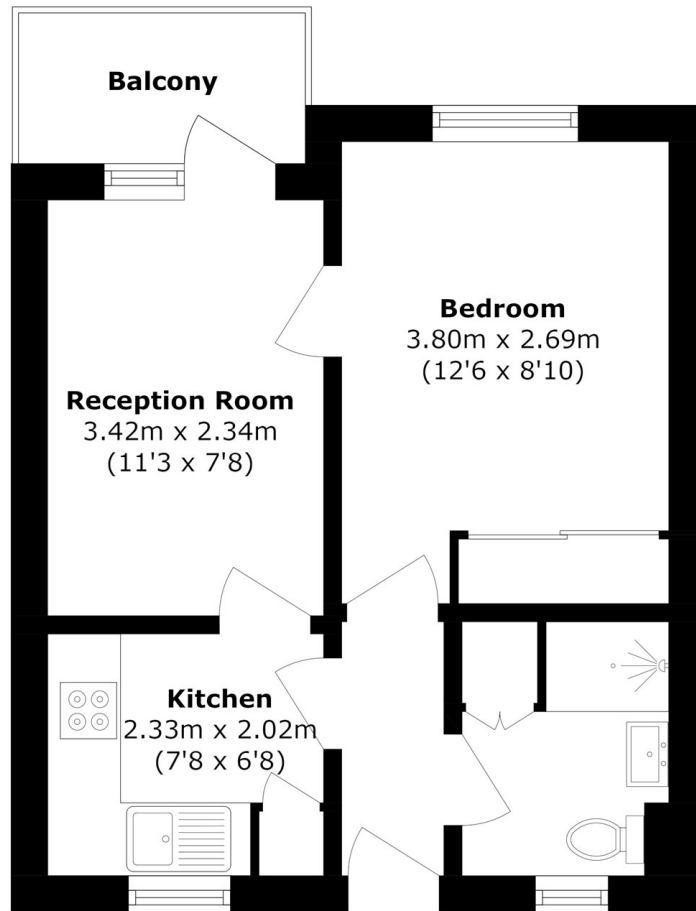 Balcony
Bedroom
3.80m x 2.69m
(12'6 x 8'10)
Reception Room
3.42m x 2.34m
(11'3 x 7'8)
Kitchen
2.33m x 2.02m
(7'8 x 6'8)